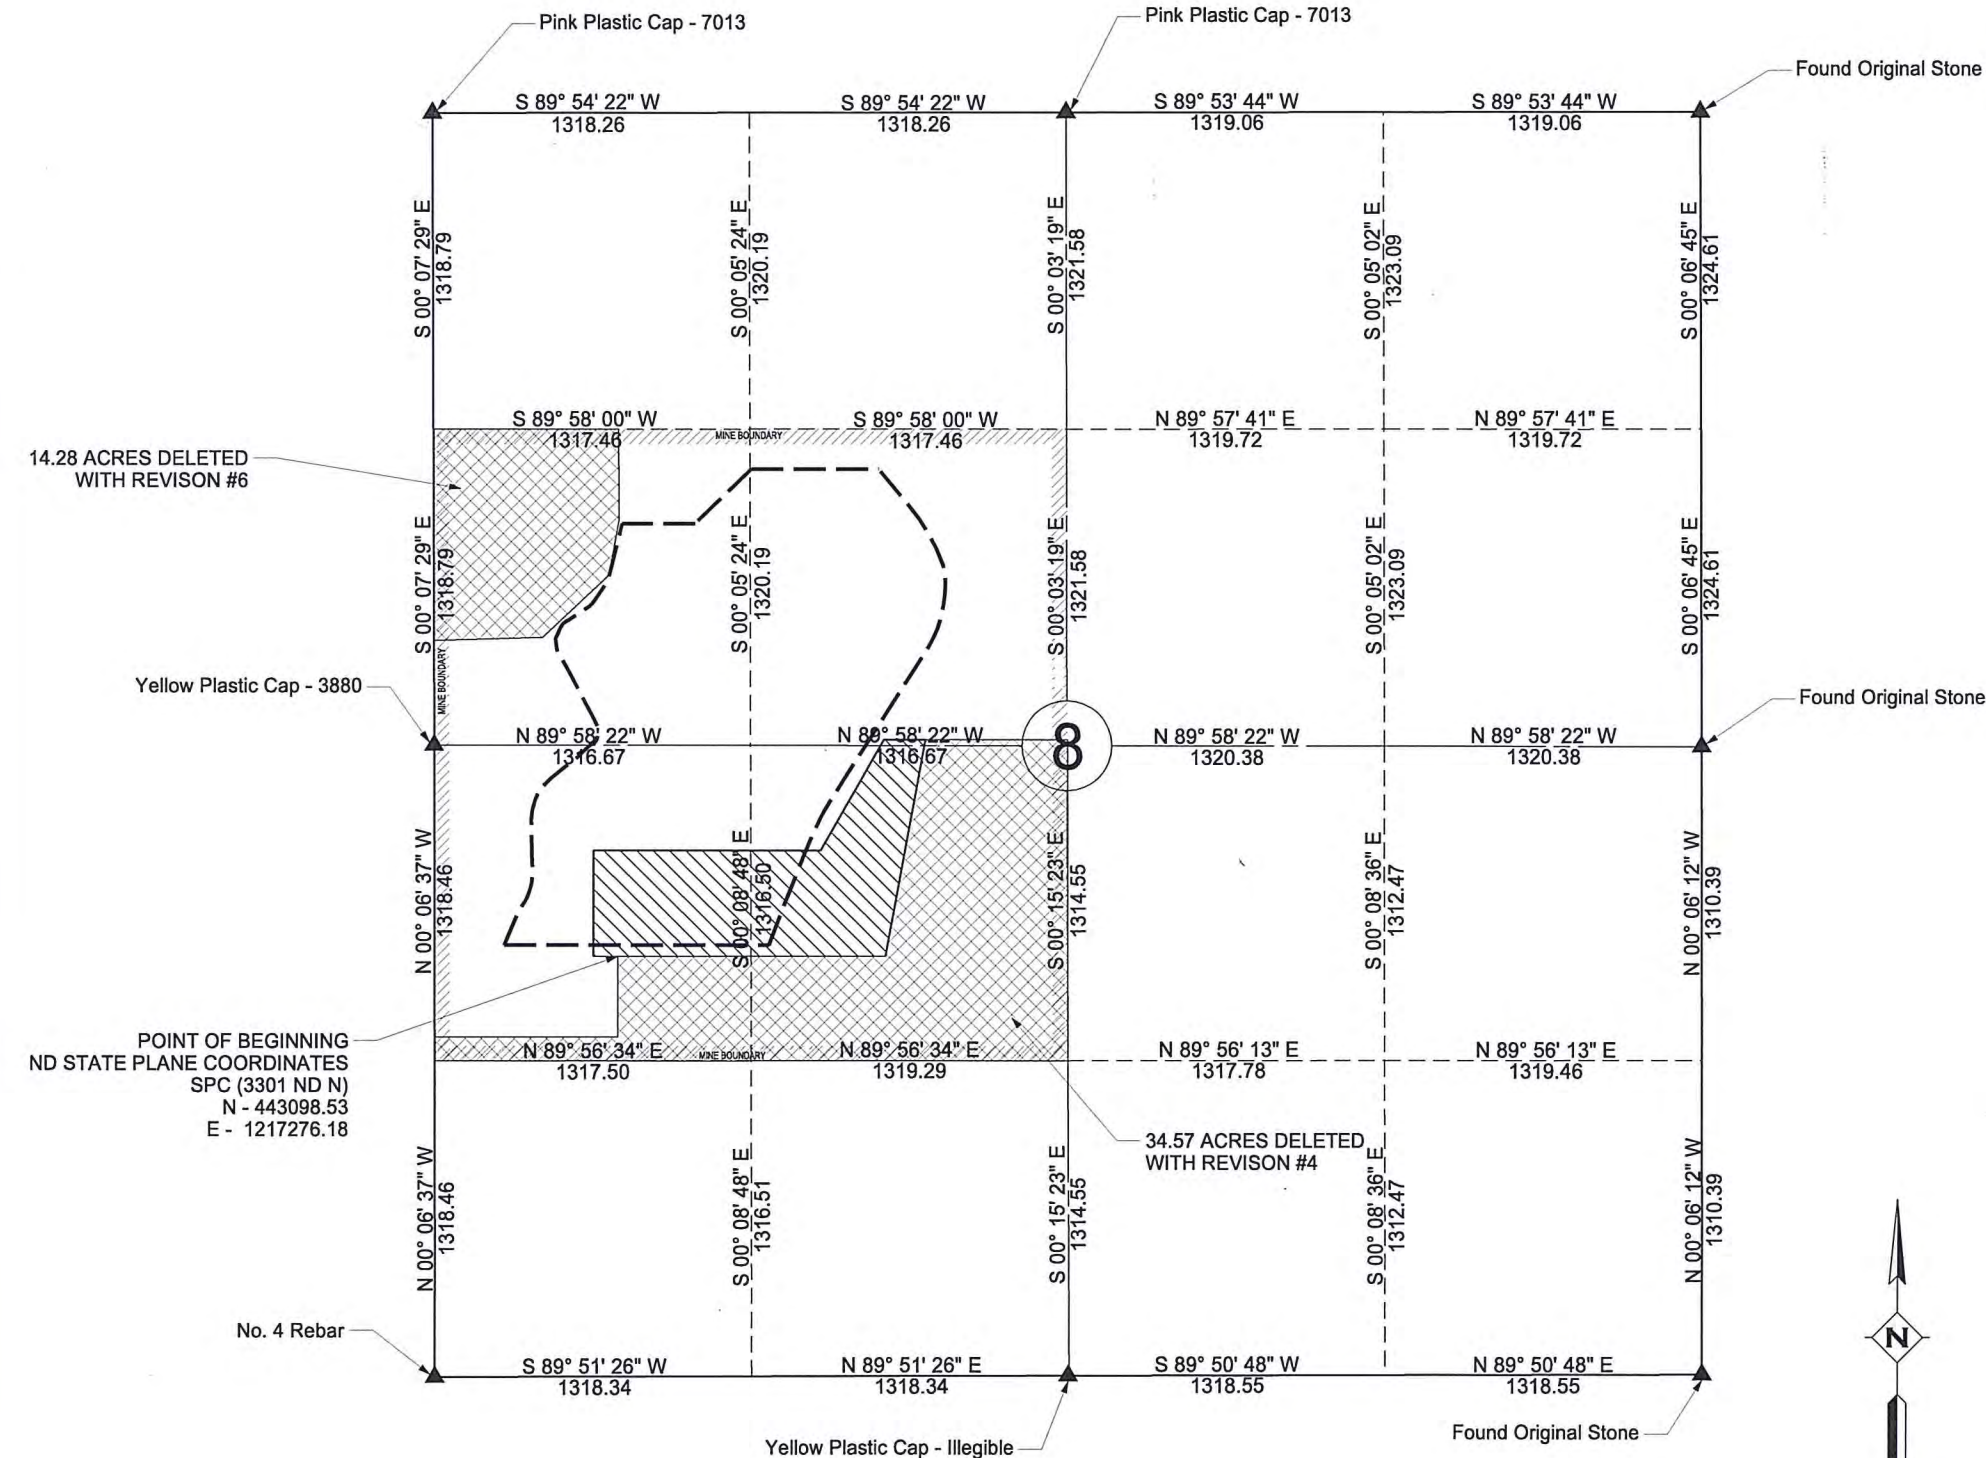 Pink Plastic Cap - 7013
Pink Plastic Cap - 7013
Found Original Stone
S 89° 54' 22" W
1318.26
S 89° 54' 22" W
1318.26
S 89° 53' 44" W
1319.06
S 89° 53' 44" W
1319.06
S 00° 07' 29" E
1318.79
S 00° 05' 24" E
1320.19
S 00° 03' 19" E
1321.58
S 00° 05' 02" E
1323.09
S 00° 06' 45" E
1324.61
S 89° 58' 00" W
1317.46
MINE BOUNDARY
S 89° 58' 00" W
1317.46
N 89° 57' 41" E
1319.72
N 89° 57' 41" E
1319.72
14.28 ACRES DELETED
WITH REVISON #6
S 00° 07' 29" E
1318.79
S 00° 05' 24" E
1320.19
S 00° 03' 19" E
1321.58
S 00° 05' 02" E
1323.09
S 00° 06' 45" E
1324.61
MINE BOUNDARY
Yellow Plastic Cap - 3880
Found Original Stone
N 89° 58' 22" W
1316.67
N 89° 58' 22" W
1316.67
8
N 89° 58' 22" W
1320.38
N 89° 58' 22" W
1320.38
N 00° 06' 37" W
1318.46
S 00° 08' 48" E
1316.50
S 00° 15' 23" E
1314.55
S 00° 08' 36" E
1312.47
N 00° 06' 12" W
1310.39
POINT OF BEGINNING
ND STATE PLANE COORDINATES
SPC (3301 ND N)
N - 443098.53
E - 1217276.18
N 89° 56' 34" E
1317.50
MINE BOUNDARY
N 89° 56' 34" E
1319.29
N 89° 56' 13" E
1317.78
N 89° 56' 13" E
1319.46
34.57 ACRES DELETED
WITH REVISON #4
N 00° 06' 37" W
1318.46
S 00° 08' 48" E
1316.51
S 00° 15' 23" E
1314.55
S 00° 08' 36" E
1312.47
N 00° 06' 12" W
1310.39
N
No. 4 Rebar
S 89° 51' 26" W
1318.34
N 89° 51' 26" E
1318.34
S 89° 50' 48" W
1318.55
N 89° 50' 48" E
1318.55
Found Original Stone
Yellow Plastic Cap - Illegible